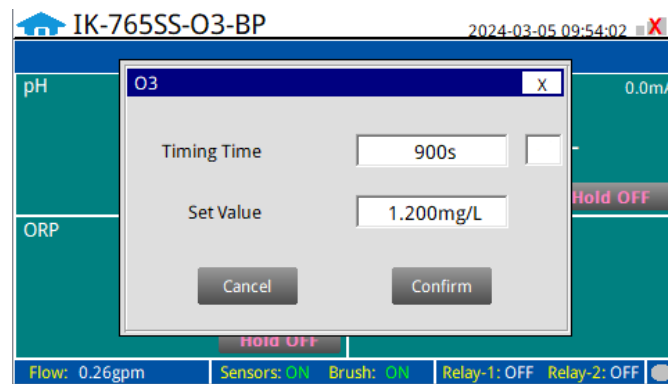 IK-765SS-O3-BP
2024-03-05 09:54:02 X
pH
0.0m
O3 X
Timing Time 900s
Set Value 1.200mg/L
Hold OFF
ORP
Cancel Confirm
Hold OFF
Flow: 0.26gpm Sensors: ON Brush: ON Relay-1: OFF Relay-2: OFF